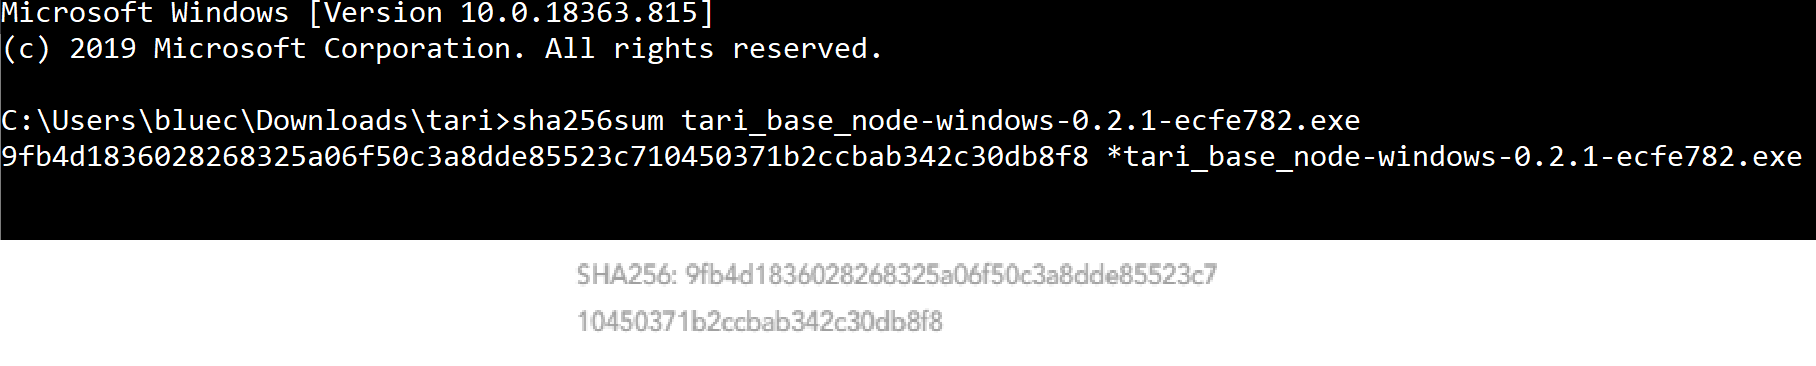 Microsoft Windows [Version 10.0.18363.815]
(c) 2019 Microsoft Corporation. All rights reserved.
C:\Users\bluec\Downloads\tari>sha256sum tari_base_node-windows-0.2.1-ecfe782.exe
9fb4d1836028268325a06f50c3a8dde85523c710450371b2ccbab342c30db8f8 *tari_base_node-windows-0.2.1-ecfe782.exe
SHA256: 9fb4d1836028268325a06f50c3a8dde85523c7
10450371b2ccbab342c30db8f8